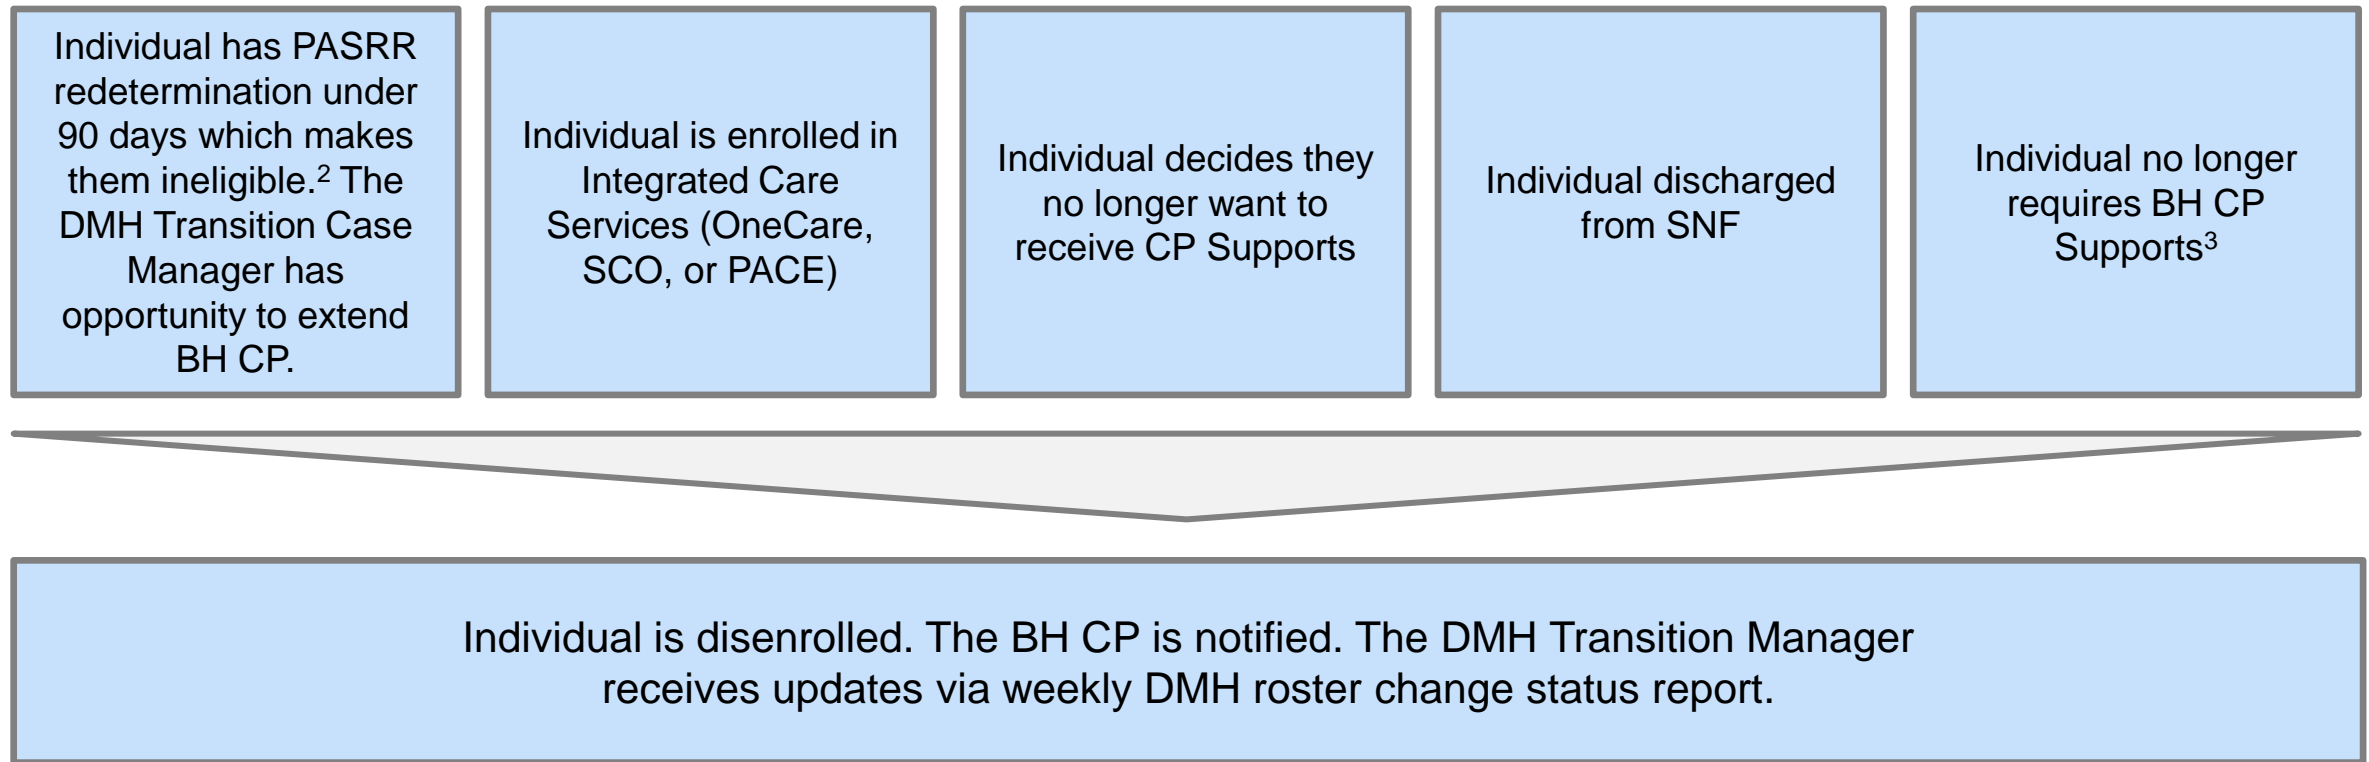 Individual has PASRR
redetermination under
90 days which makes
them ineligible.² The
DMH Transition Case
Manager has
opportunity to extend
BH CP.
Individual is enrolled in
Integrated Care
Services (OneCare,
SCO, or PACE)
Individual decides they
no longer want to
receive CP Supports
Individual discharged
from SNF
Individual no longer
requires BH CP
Supports³
Individual is disenrolled. The BH CP is notified. The DMH Transition Manager
receives updates via weekly DMH roster change status report.